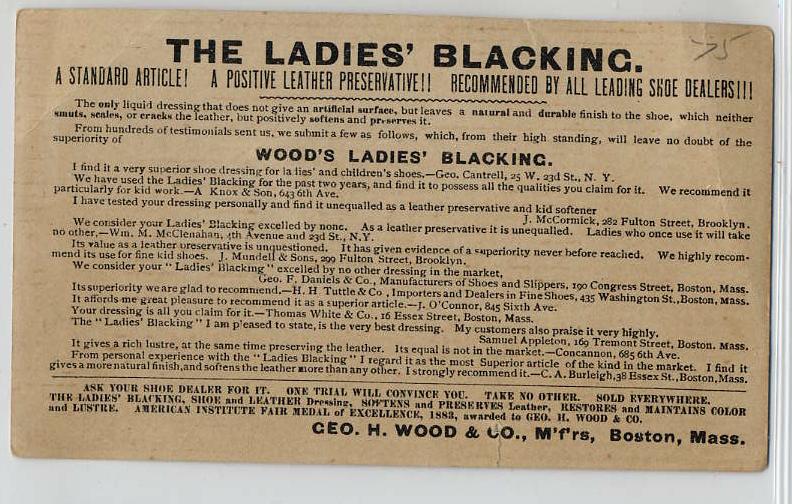 75
THE LADIES' BLACKING.
A STANDARD ARTICLE! A POSITIVE LEATHER PRESERVATIVE!! RECOMMENDED BY ALL LEADING SHOE DEALERS!!!
The only liquid dressing that does not give an artificial surface, but leaves a natural and durable finish to the shoe, which neither
smuts, scales, or cracks the leather, but positively softens and preserves it.
From hundreds of testimonials sent us, we submit a few as follows, which, from their high standing, will leave no doubt of the
superiority of
WOOD'S LADIES' BLACKING.
I find it a very superior shoe dressing for ladies' and children's shoes.—Geo. Cantrell, 25 W. 23d St., N. Y.
We have used the Ladies' Blacking for the past two years, and find it to possess all the qualities you claim for it. We recommend it
particularly for kid work.—A Knox & Son, 643 6th Ave.
I have tested your dressing personally and find it unequalled as a leather preservative and kid softener
J. McCormick, 282 Fulton Street, Brooklyn.
We consider your Ladies' Blacking excelled by none. As a leather preservative it is unequalled. Ladies who once use it will take
no other.—Wm. M. McClenahan, 4th Avenue and 23d St., N.Y.
Its value as a leather preservative is unquestioned. It has given evidence of a superiority never before reached. We highly recom-
mend its use for fine kid shoes. J. Mundell & Sons, 299 Fulton Street, Brooklyn.
We consider your "Ladies' Blacking" excelled by no other dressing in the market,
Geo. F. Daniels & Co., Manufacturers of Shoes and Slippers, 190 Congress Street, Boston, Mass.
Its superiority we are glad to recommend.—H. H Tuttle & Co, Importers and Dealers in Fine Shoes, 435 Washington St., Boston, Mass.
It affords me great pleasure to recommend it as a superior article.—J. O'Connor, 845 Sixth Ave.
Your dressing is all you claim for it.—Thomas White & Co., 16 Essex Street, Boston, Mass.
The "Ladies' Blacking" I am pleased to state, is the very best dressing. My customers also praise it very highly.
Samuel Appleton, 169 Tremont Street, Boston, Mass.
It gives a rich lustre, at the same time preserving the leather. Its equal is not in the market.—Concannon, 685 6th Ave.
From personal experience with the "Ladies Blacking" I regard it as the most Superior article of the kind in the market. I find it
gives a more natural finish, and softens the leather more than any other. I strongly recommend it.—C. A. Burleigh, 38 Essex St., Boston, Mass.
ASK YOUR SHOE DEALER FOR IT. ONE TRIAL WILL CONVINCE YOU. TAKE NO OTHER. SOLD EVERYWHERE.
THE LADIES' BLACKING, SHOE and LEATHER Dressing, SOFTENS and PRESERVES Leather, RESTORES and MAINTAINS COLOR
and LUSTRE. AMERICAN INSTITUTE FAIR MEDAL of EXCELLENCE, 1883, awarded to GEO. H. WOOD & CO.
GEO. H. WOOD & CO., M'f'rs, Boston, Mass.